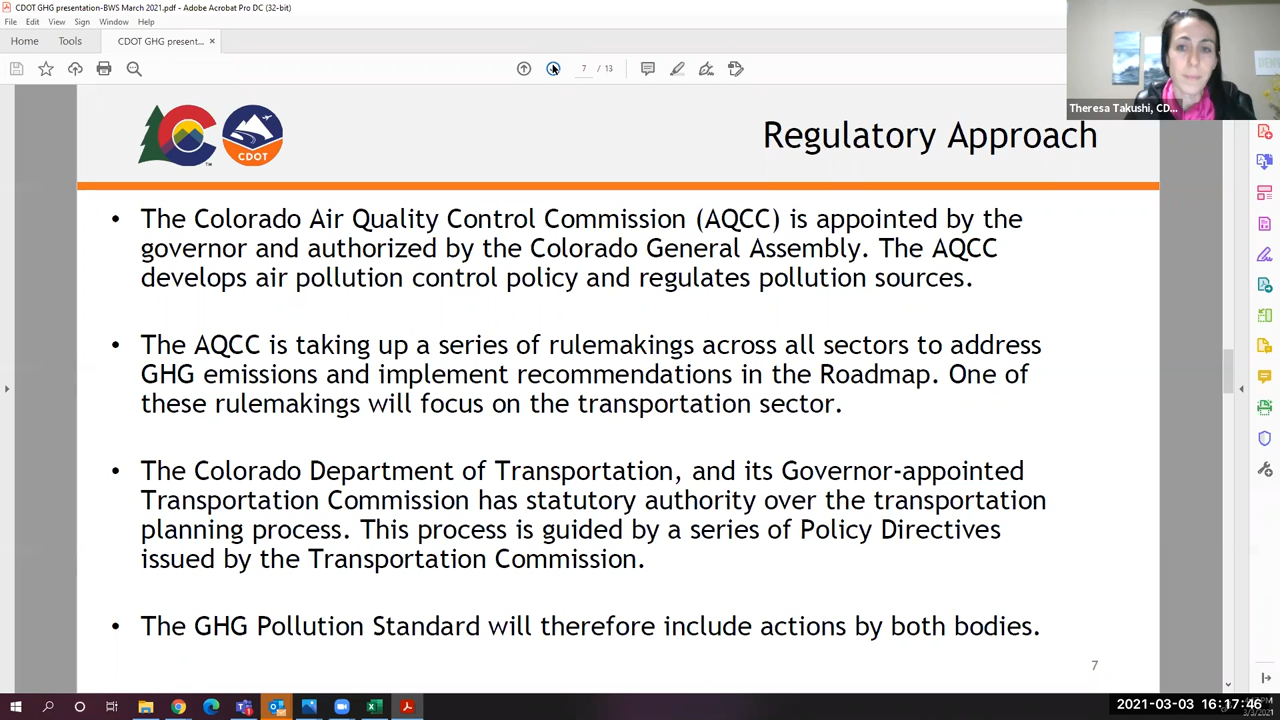 CDOT GHG presentation-BWS March 2021.pdf - Adobe Acrobat Pro DC (32-bit)
File Edit View Sign Window Help
Home Tools CDOT GHG present... ×
7 / 13
Theresa Takushi, CD...
CDOT
TM
Regulatory Approach
• The Colorado Air Quality Control Commission (AQCC) is appointed by the
governor and authorized by the Colorado General Assembly. The AQCC
develops air pollution control policy and regulates pollution sources.
• The AQCC is taking up a series of rulemakings across all sectors to address
GHG emissions and implement recommendations in the Roadmap. One of
these rulemakings will focus on the transportation sector.
• The Colorado Department of Transportation, and its Governor-appointed
Transportation Commission has statutory authority over the transportation
planning process. This process is guided by a series of Policy Directives
issued by the Transportation Commission.
• The GHG Pollution Standard will therefore include actions by both bodies.
7
2021-03-03 16:17:46